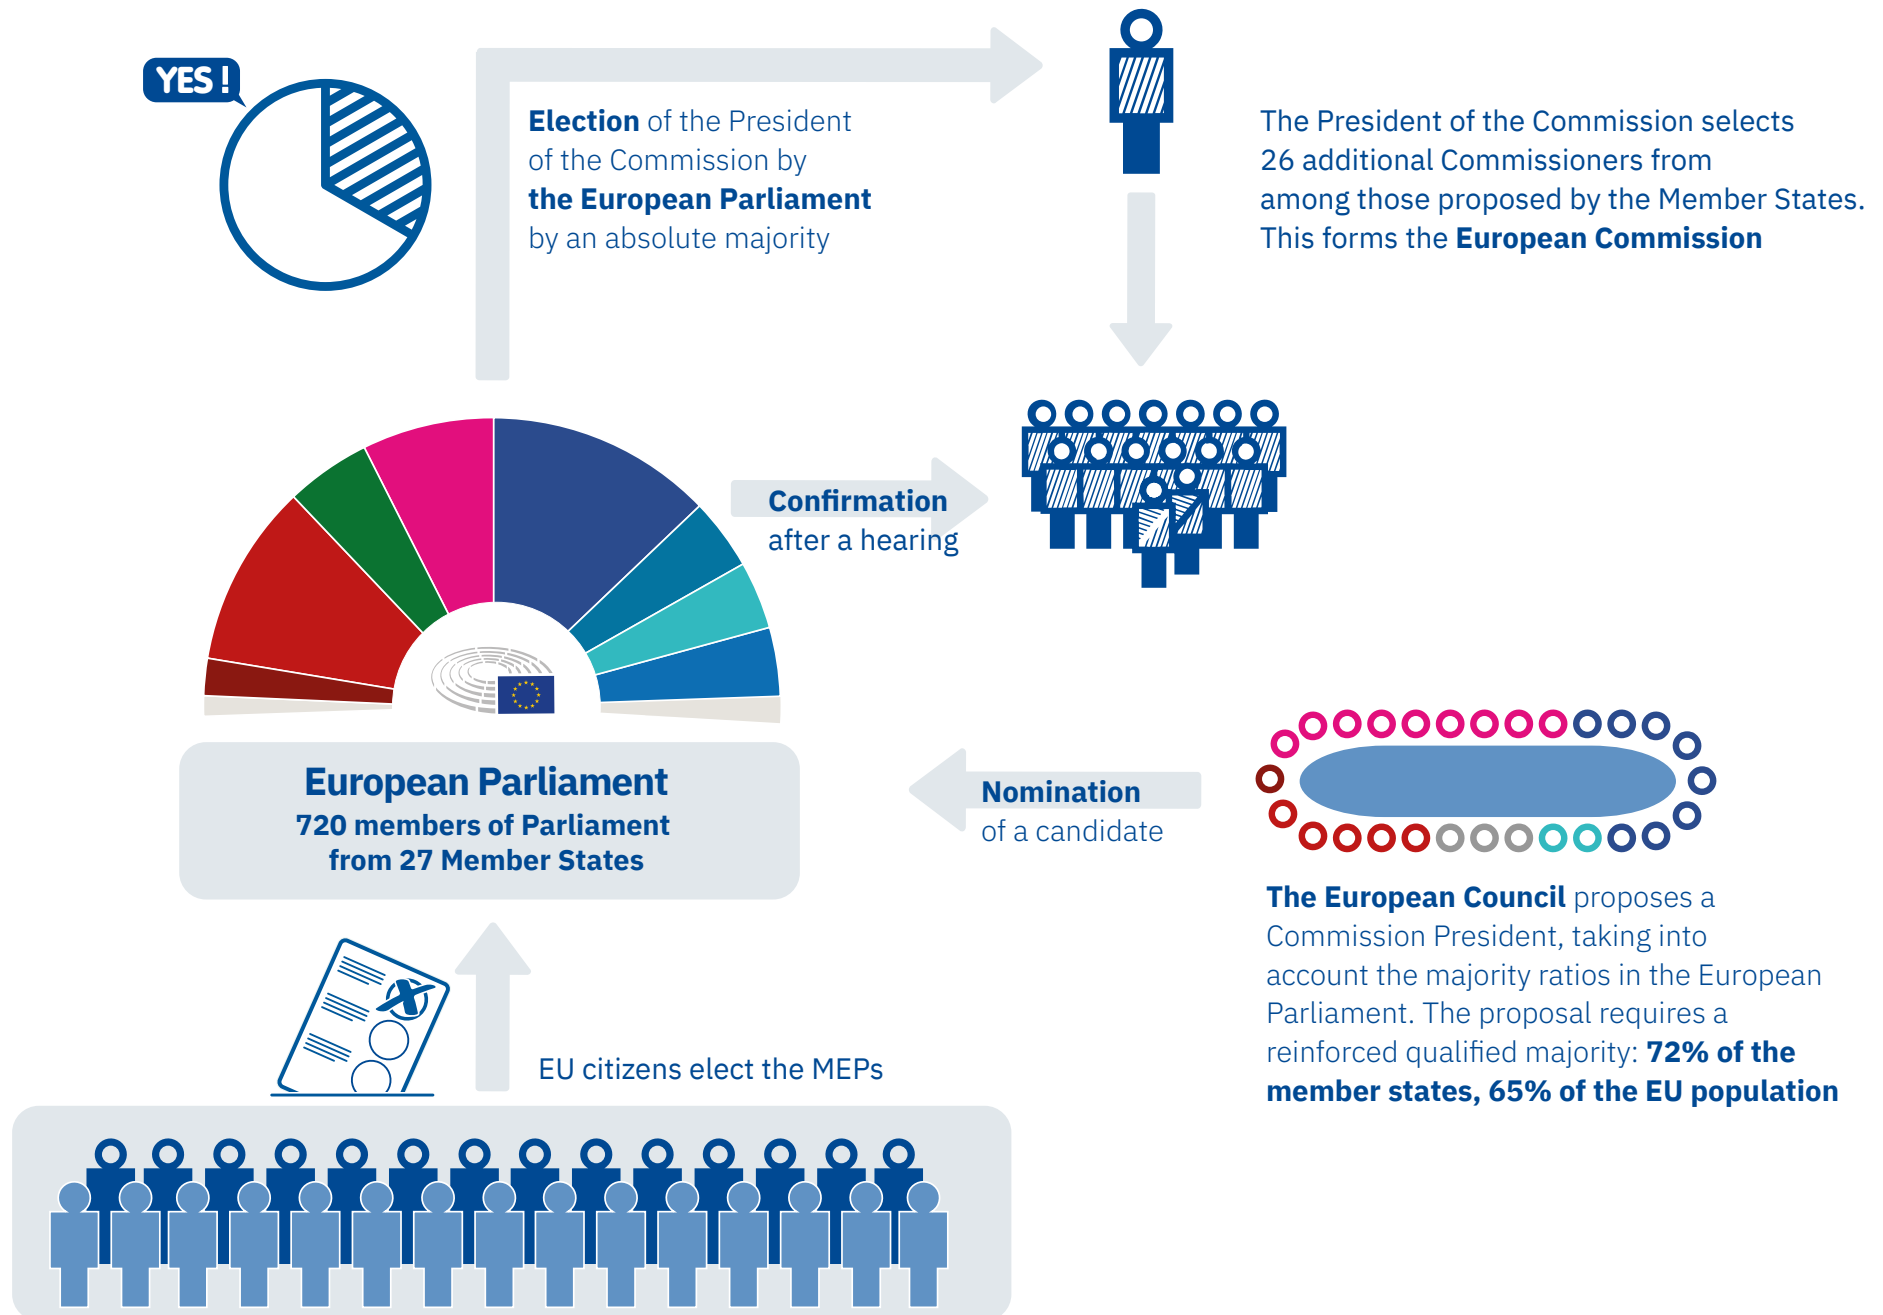 YES !
Election of the President
of the Commission by
the European Parliament
by an absolute majority
The President of the Commission selects
26 additional Commissioners from
among those proposed by the Member States.
This forms the European Commission
Confirmation
after a hearing
European Parliament
720 members of Parliament
from 27 Member States
Nomination
of a candidate
The European Council proposes a
Commission President, taking into
account the majority ratios in the European
Parliament. The proposal requires a
reinforced qualified majority: 72% of the
member states, 65% of the EU population
EU citizens elect the MEPs